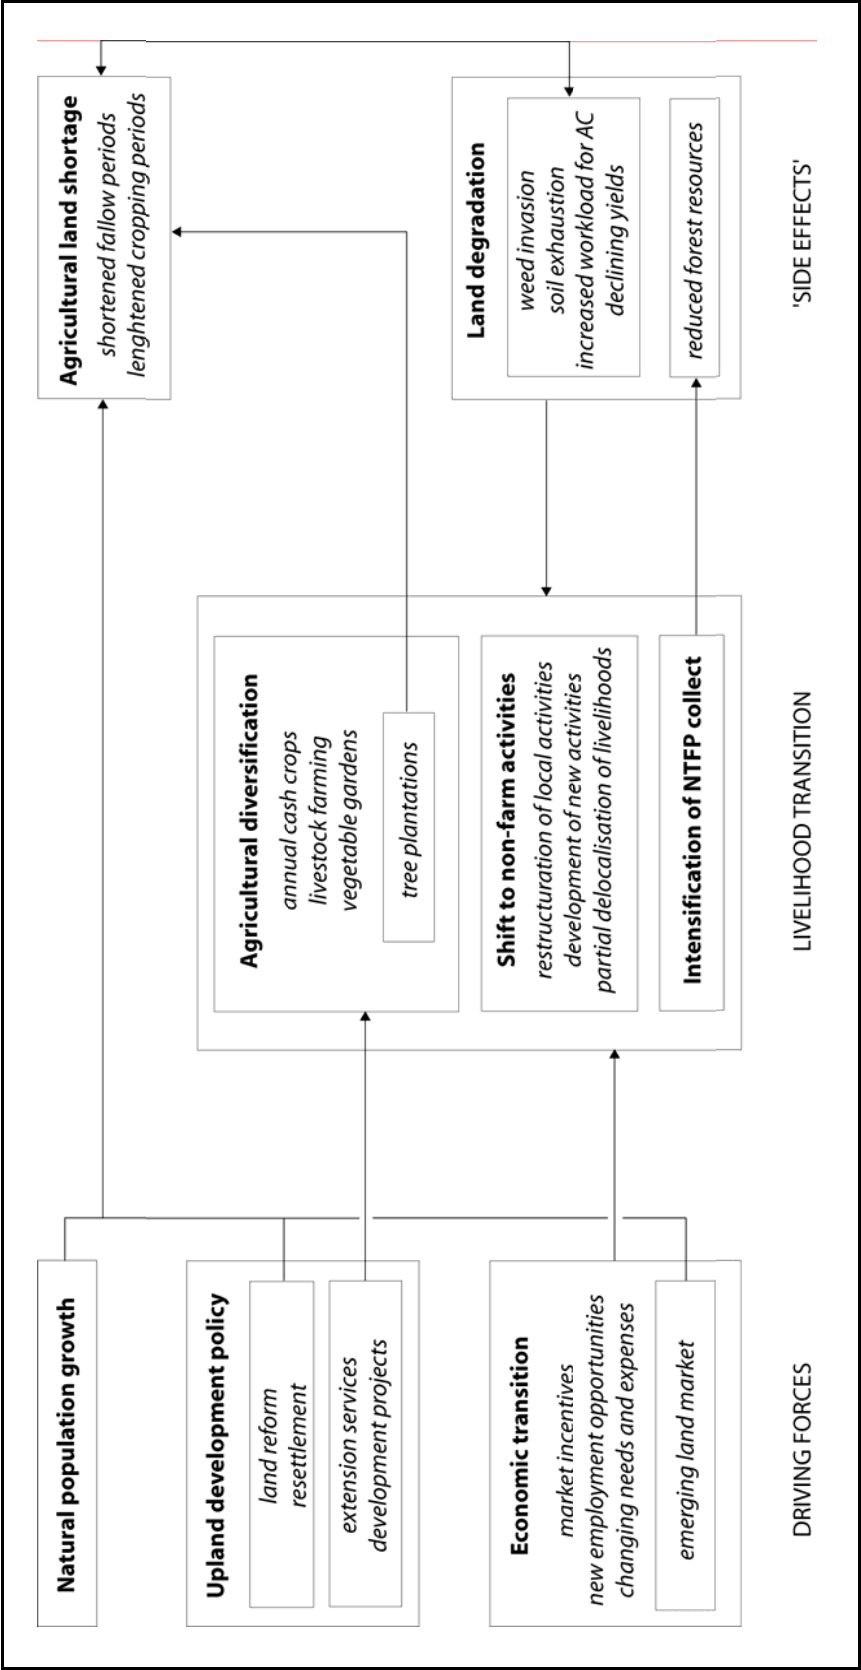 Natural population growth
Upland development policy
land reform
resettlement
extension services
development projects
Economic transition
market incentives
new employment opportunities
changing needs and expenses
emerging land market
DRIVING FORCES
Agricultural diversification
annual cash crops
livestock farming
vegetable gardens
tree plantations
Shift to non-farm activities
restructuration of local activities
development of new activities
partial delocalisation of livelihoods
Intensification of NTFP collect
LIVELIHOOD TRANSITION
Agricultural land shortage
shortened fallow periods
lenghtened cropping periods
Land degradation
weed invasion
soil exhaustion
increased workload for AC
declining yields
reduced forest resources
'SIDE EFFECTS'